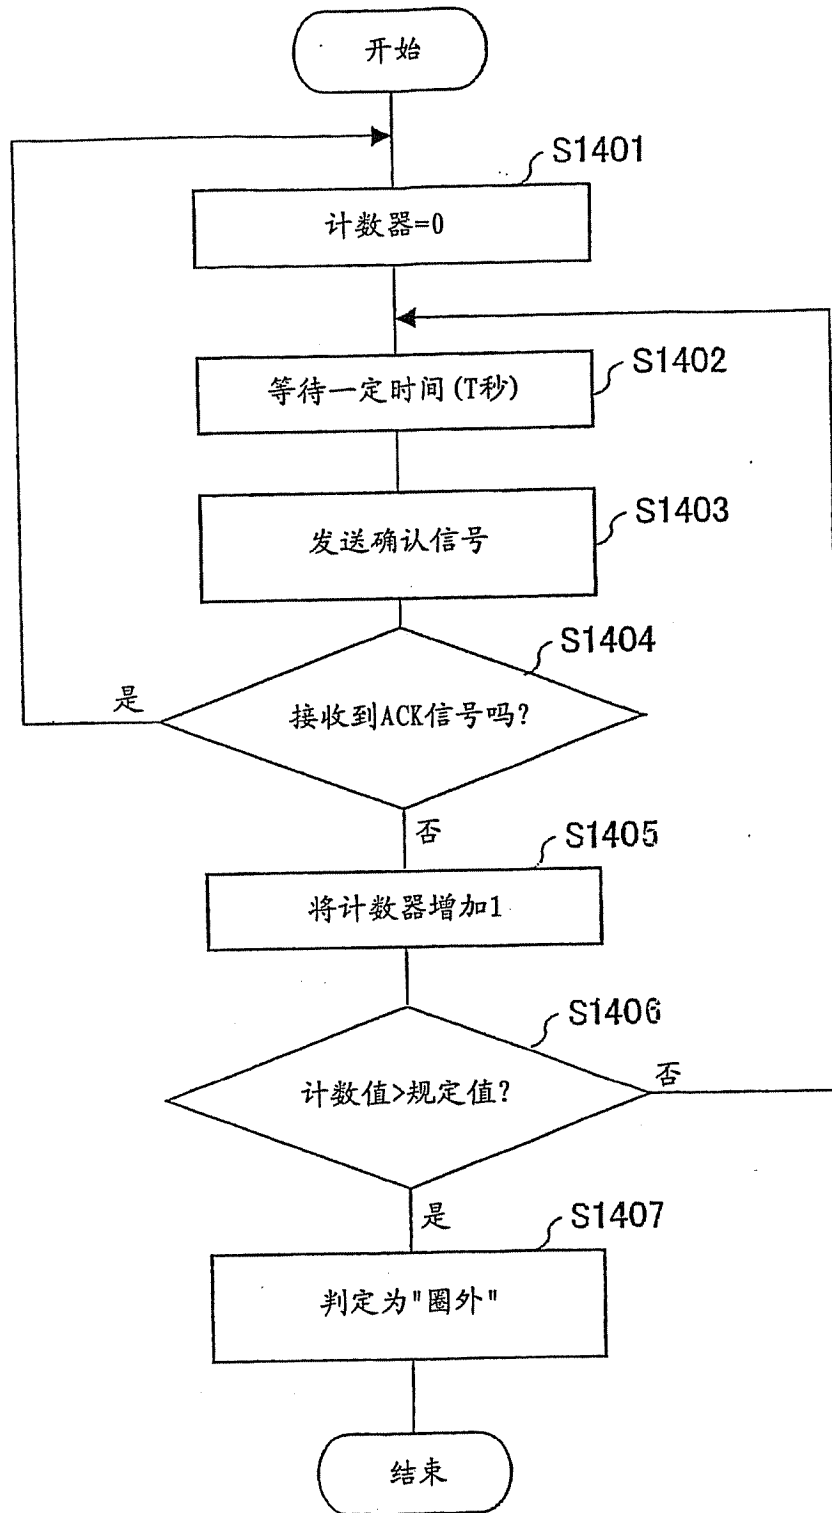 开始
S1401
计数器=0
S1402
等待一定时间(T秒)
S1403
发送确认信号
S1404
是
接收到ACK信号吗?
否
S1405
将计数器增加1
S1406
计数值>规定值?
否
是
S1407
判定为"圈外"
结束